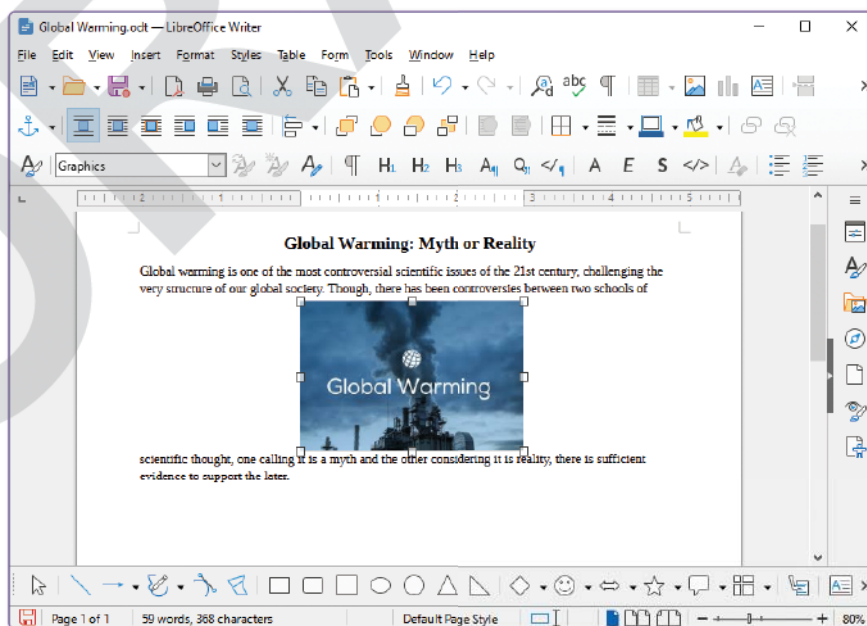 Global Warming.odt — LibreOffice Writer
File Edit View Insert Format Styles Table Form Tools Window Help
Graphics
Global Warming: Myth or Reality
Global warming is one of the most controversial scientific issues of the 21st century, challenging the
very structure of our global society. Though, there has been controversies between two schools of
Global Warming
scientific thought, one calling it is a myth and the other considering it is reality, there is sufficient
evidence to support the later.
Page 1 of 1 59 words, 368 characters Default Page Style 80%